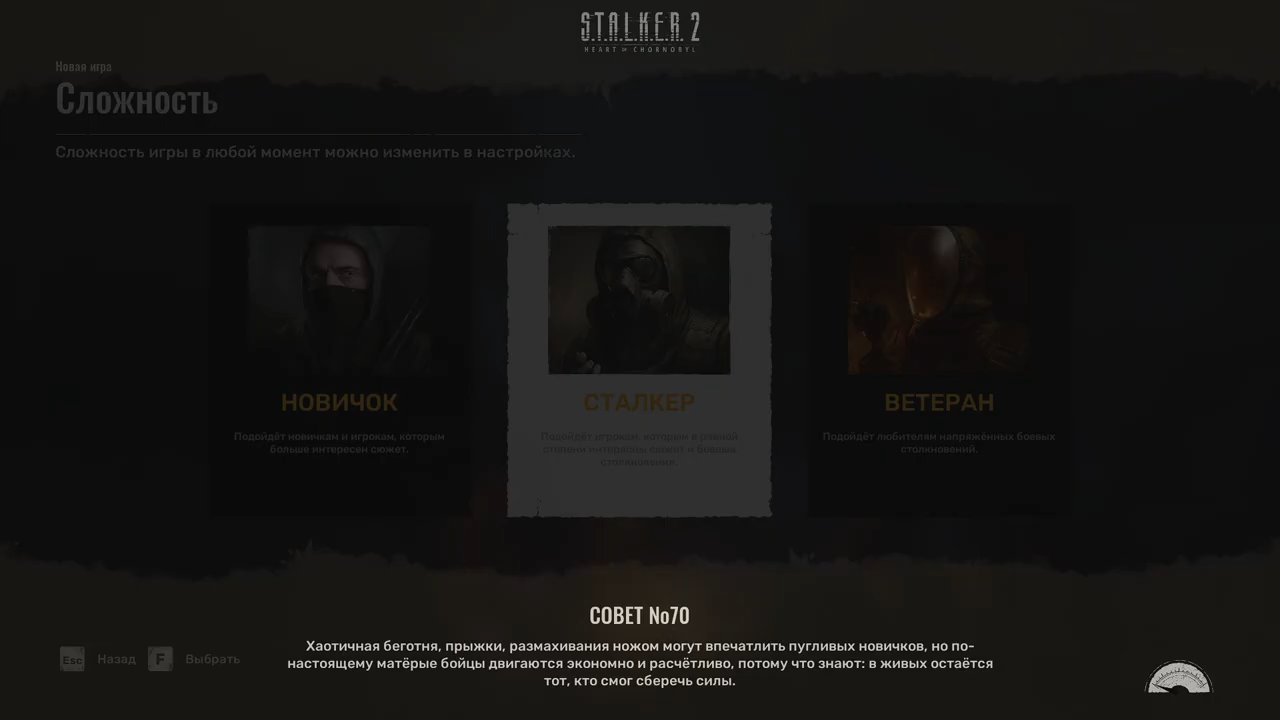 S.T.A.L.K.E.R. 2
HEART OF CHORNOBYL
Новая игра
Сложность
Сложность игры в любой момент можно изменить в настройках.
НОВИЧОК
Подойдёт новичкам и игрокам, которым
больше интересен сюжет.
СТАЛКЕР
Подойдёт игрокам, которым в равной
степени интересны сюжет и боевые
столкновения.
ВЕТЕРАН
Подойдёт любителям напряжённых боевых
столкновений.
СОВЕТ №70
Хаотичная беготня, прыжки, размахивания ножом могут впечатлить пугливых новичков, но по-
настоящему матёрые бойцы двигаются экономно и расчётливо, потому что знают: в живых остаётся
тот, кто смог сберечь силы.
Esc Назад F Выбрать